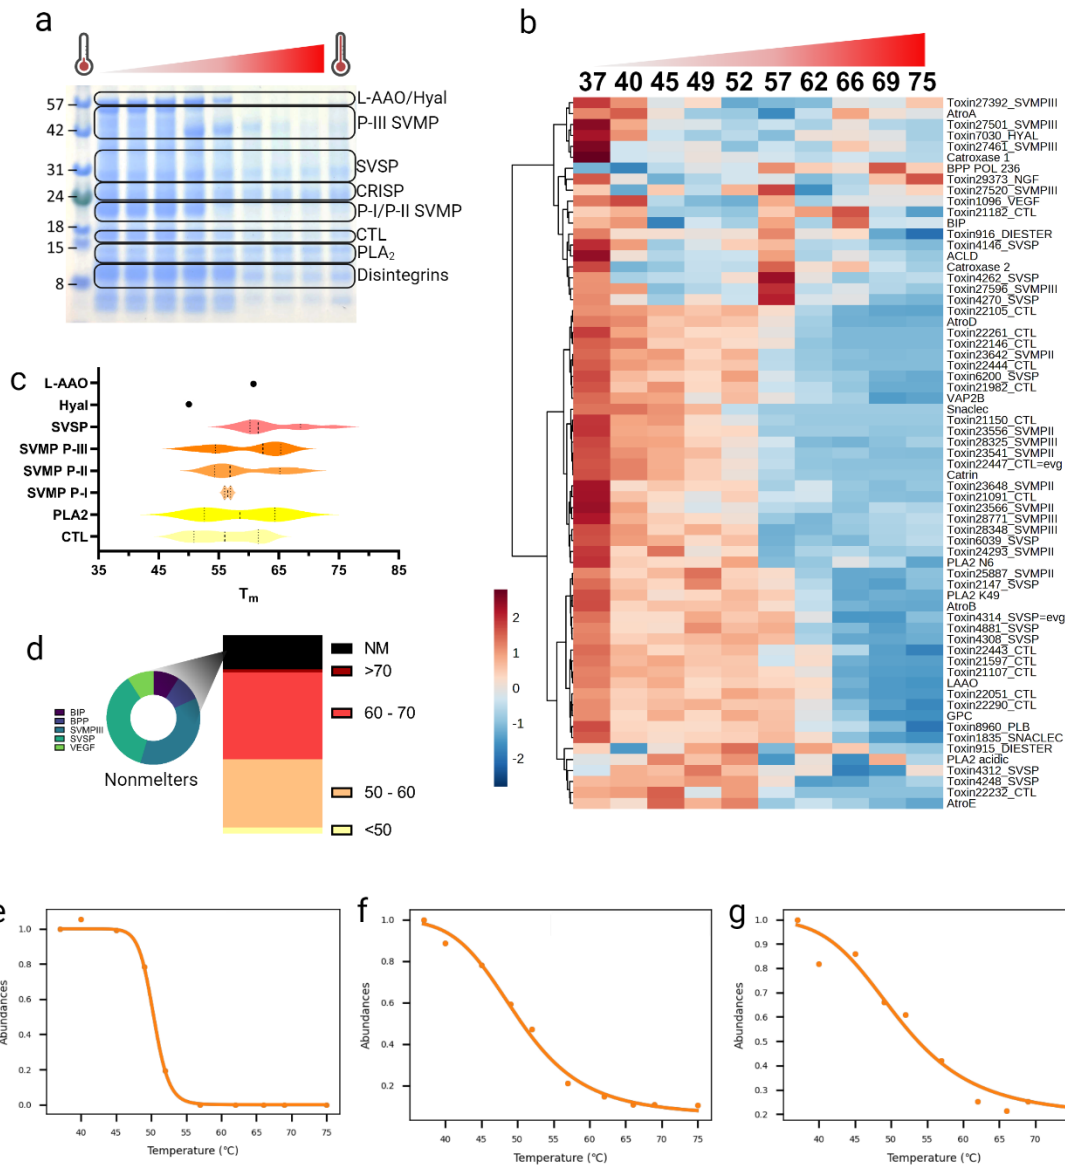 a
57
42
31
24
18
15
8
L-AAO/Hyal
P-III SVMP
SVSP
CRISP
P-I/P-II SVMP
CTL
PLA₂
Disintegrins
b
37 40 45 49 52 57 62 66 69 75
Toxin27392_SVMPIII
AtroA
Toxin27501_SVMPIII
Toxin7030_HYAL
Toxin27461_SVMPIII
Catroxase 1
BPP POL 236
Toxin29373_NGF
Toxin27520_SVMPIII
Toxin1096_VEGF
Toxin21182_CTL
BIP
Toxin916_DIESTER
Toxin4146_SVSP
ACLD
Catroxase 2
Toxin4262_SVSP
Toxin27596_SVMPIII
Toxin4270_SVSP
Toxin22105_CTL
AtroD
Toxin22261_CTL
Toxin22146_CTL
Toxin23642_SVMPII
Toxin22444_CTL
Toxin6200_SVSP
Toxin21982_CTL
VAP2B
Snaclec
Toxin21150_CTL
Toxin23556_SVMPII
Toxin28325_SVMPIII
Toxin23541_SVMPII
Toxin22447_CTL=evg
Catrin
Toxin23648_SVMPII
Toxin21091_CTL
Toxin23566_SVMPII
Toxin28771_SVMPIII
Toxin28348_SVMPIII
Toxin6039_SVSP
Toxin24293_SVMPII
PLA2 N6
Toxin25887_SVMPII
Toxin2147_SVSP
PLA2 K49
AtroB
Toxin4314_SVSP=evg
Toxin4881_SVSP
Toxin4308_SVSP
Toxin22443_CTL
Toxin21597_CTL
Toxin21107_CTL
LAAO
Toxin22051_CTL
Toxin22290_CTL
GPC
Toxin8960_PLB
Toxin1835_SNACLEC
Toxin915_DIESTER
PLA2 acidic
Toxin4312_SVSP
Toxin4248_SVSP
Toxin22232_CTL
AtroE
2
1
0
-1
-2
c
L-AAO
Hyal
SVSP
SVMP P-III
SVMP P-II
SVMP P-I
PLA2
CTL
35 45 55 65 75 85
Tm
d
BIP
BPP
SVMPIII
SVSP
VEGF
Nonmelters
NM
>70
60 - 70
50 - 60
<50
e
Abundances
1.0
0.8
0.6
0.4
0.2
0.0
40 45 50 55 60 65 70 75
Temperature (°C)
f
Abundances
1.0
0.8
0.6
0.4
0.2
40 45 50 55 60 65 70 75
Temperature (°C)
g
Abundances
1.0
0.9
0.8
0.7
0.6
0.5
0.4
0.3
0.2
40 45 50 55 60 65 70
Temperature (°C)